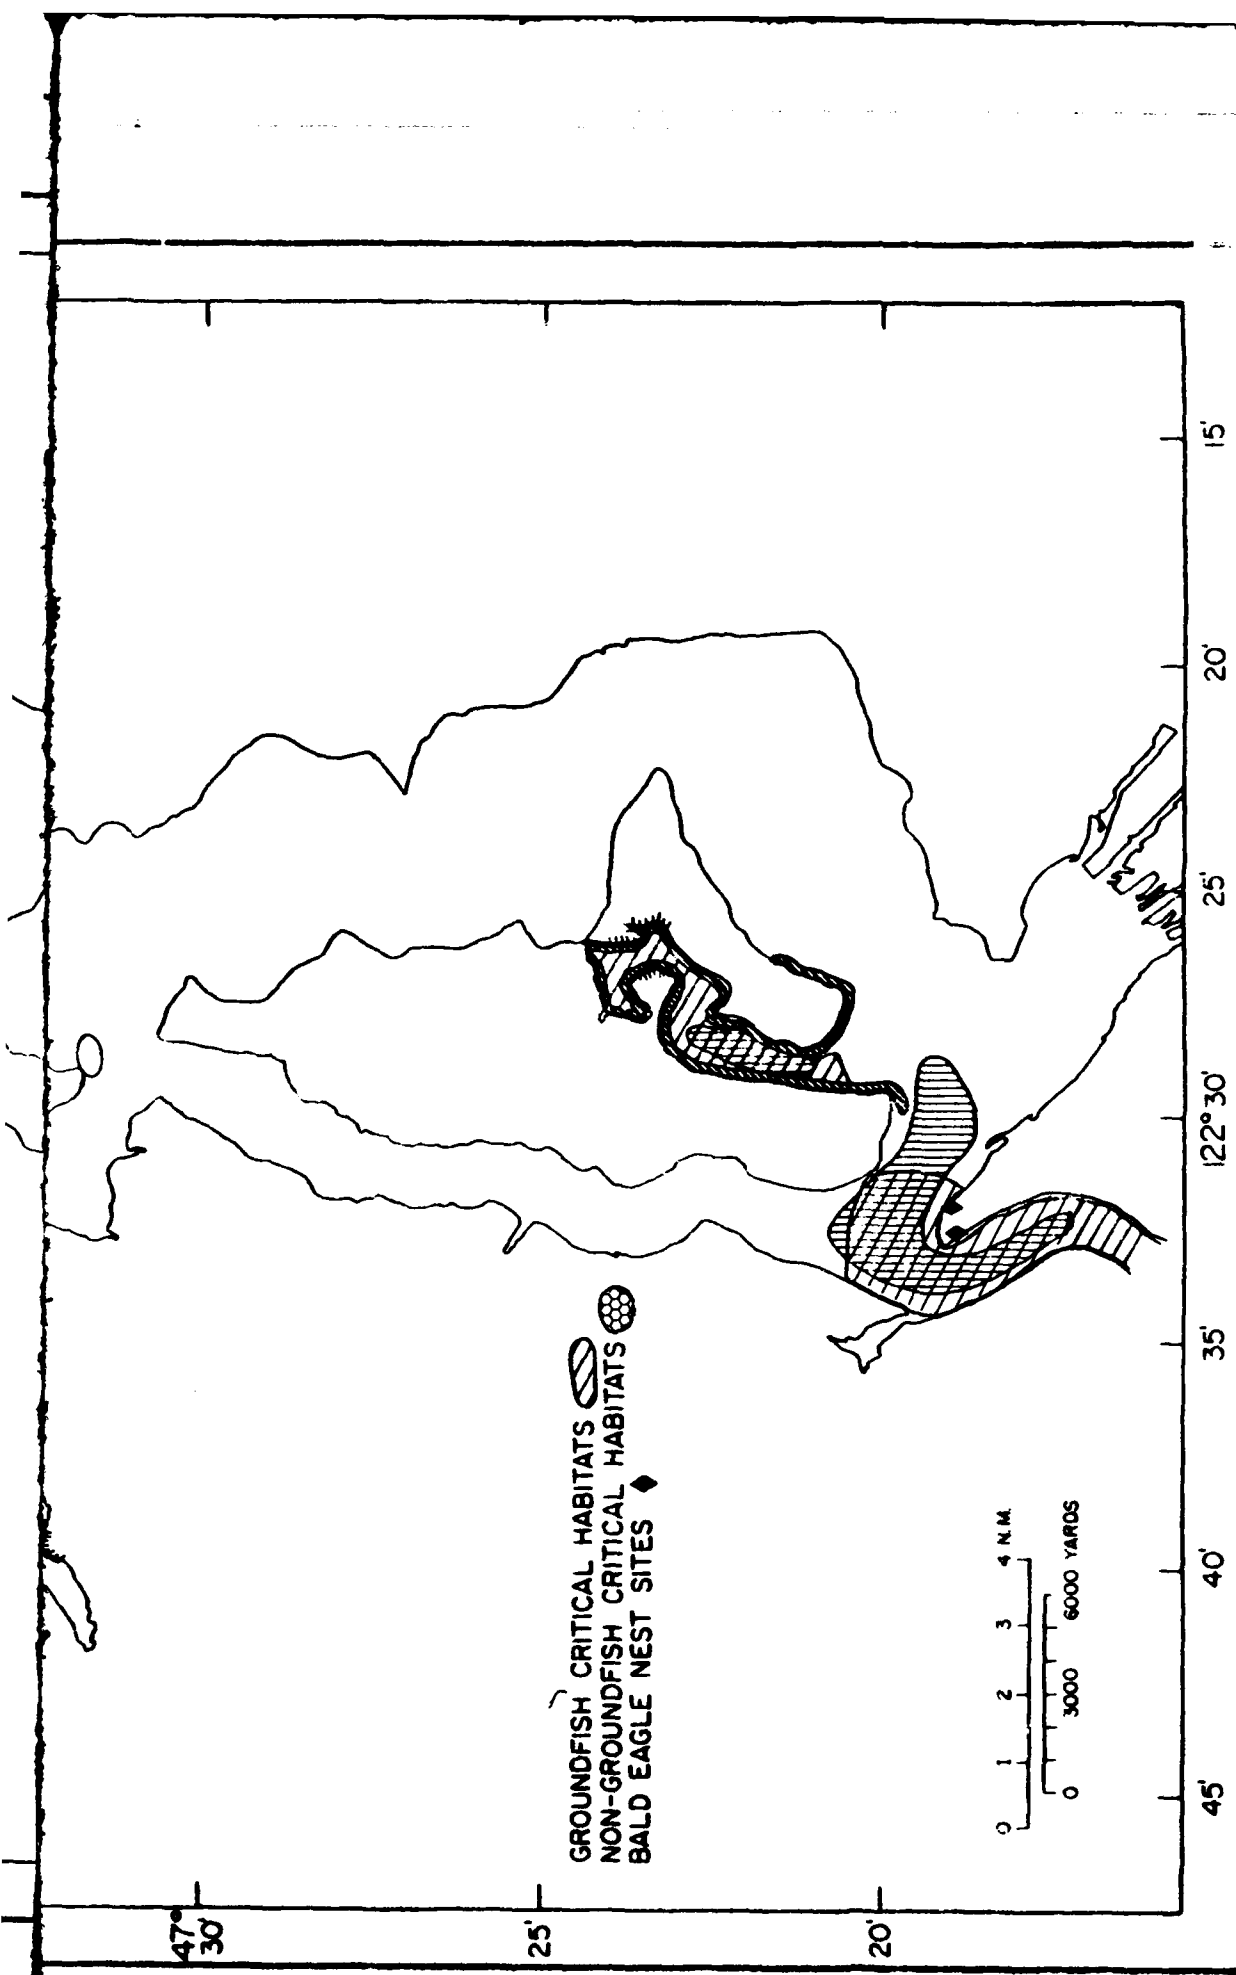 GROUNDFISH CRITICAL HABITATS
NON-GROUNDFISH CRITICAL HABITATS
BALD EAGLE NEST SITES
0 1 2 3 4 N.M.
0 3000 6000 YARDS
47°
30'
25'
20'
45'
40'
35'
122°30'
25'
20'
15'